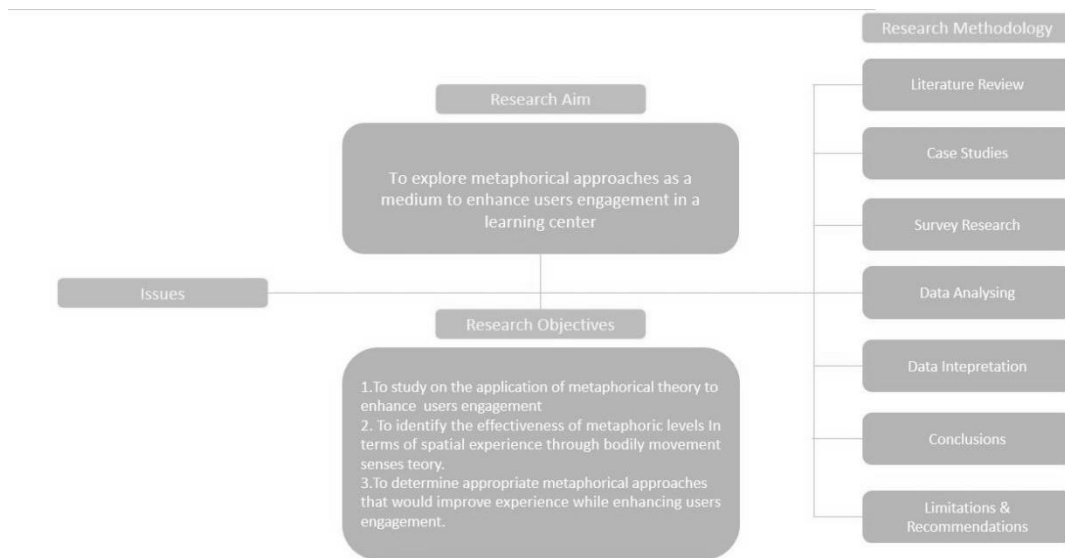 Research Methodology
Literature Review
Research Aim
Case Studies
To explore metaphorical approaches as a
medium to enhance users engagement in a
learning center
Survey Research
Issues
Data Analysing
Research Objectives
Data Intepretation
1.To study on the application of metaphorical theory to
enhance users engagement
2. To identify the effectiveness of metaphoric levels In
terms of spatial experience through bodily movement
senses teory.
3.To determine appropriate metaphorical approaches
that would improve experience while enhancing users
engagement.
Conclusions
Limitations &
Recommendations